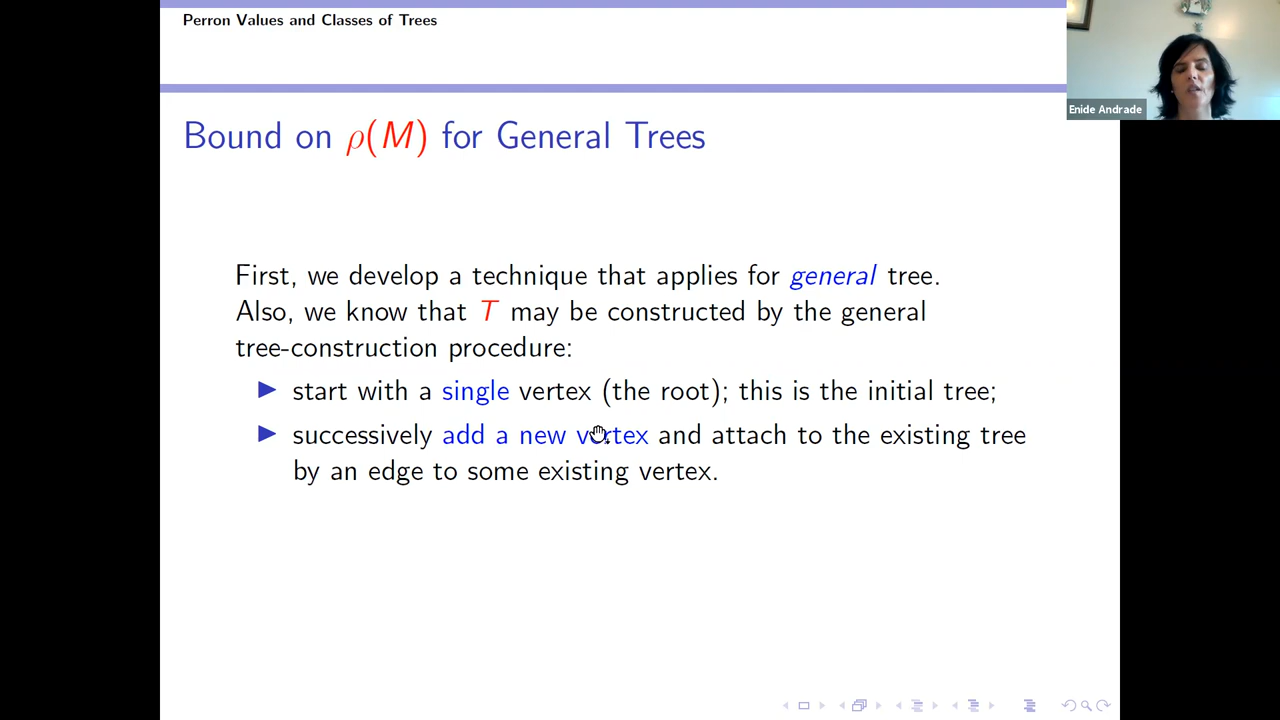 Perron Values and Classes of Trees
Enide Andrade
Bound on ρ(M) for General Trees
First, we develop a technique that applies for general tree.
Also, we know that T may be constructed by the general
tree-construction procedure:
▶ start with a single vertex (the root); this is the initial tree;
▶ successively add a new vertex and attach to the existing tree
by an edge to some existing vertex.